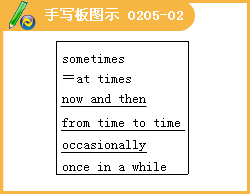 手写板图示 0205-02
sometimes
=at times
now and then
from time to time
occasionally
once in a while